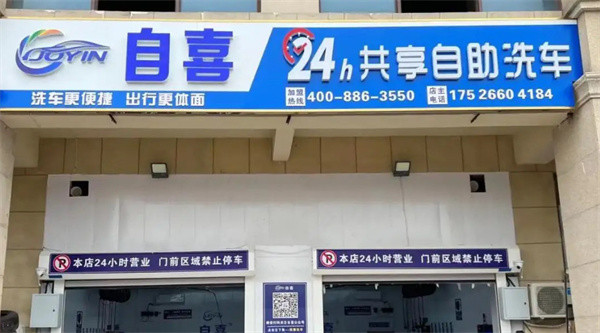 JOYIN
自喜
24h共享自助洗车
洗车更便捷 出行更体面
加盟热线 400-886-3550
店主电话 17526604184
本店24小时营业 门前区域禁止停车
本店24小时营业 门前区域禁止停车
自喜